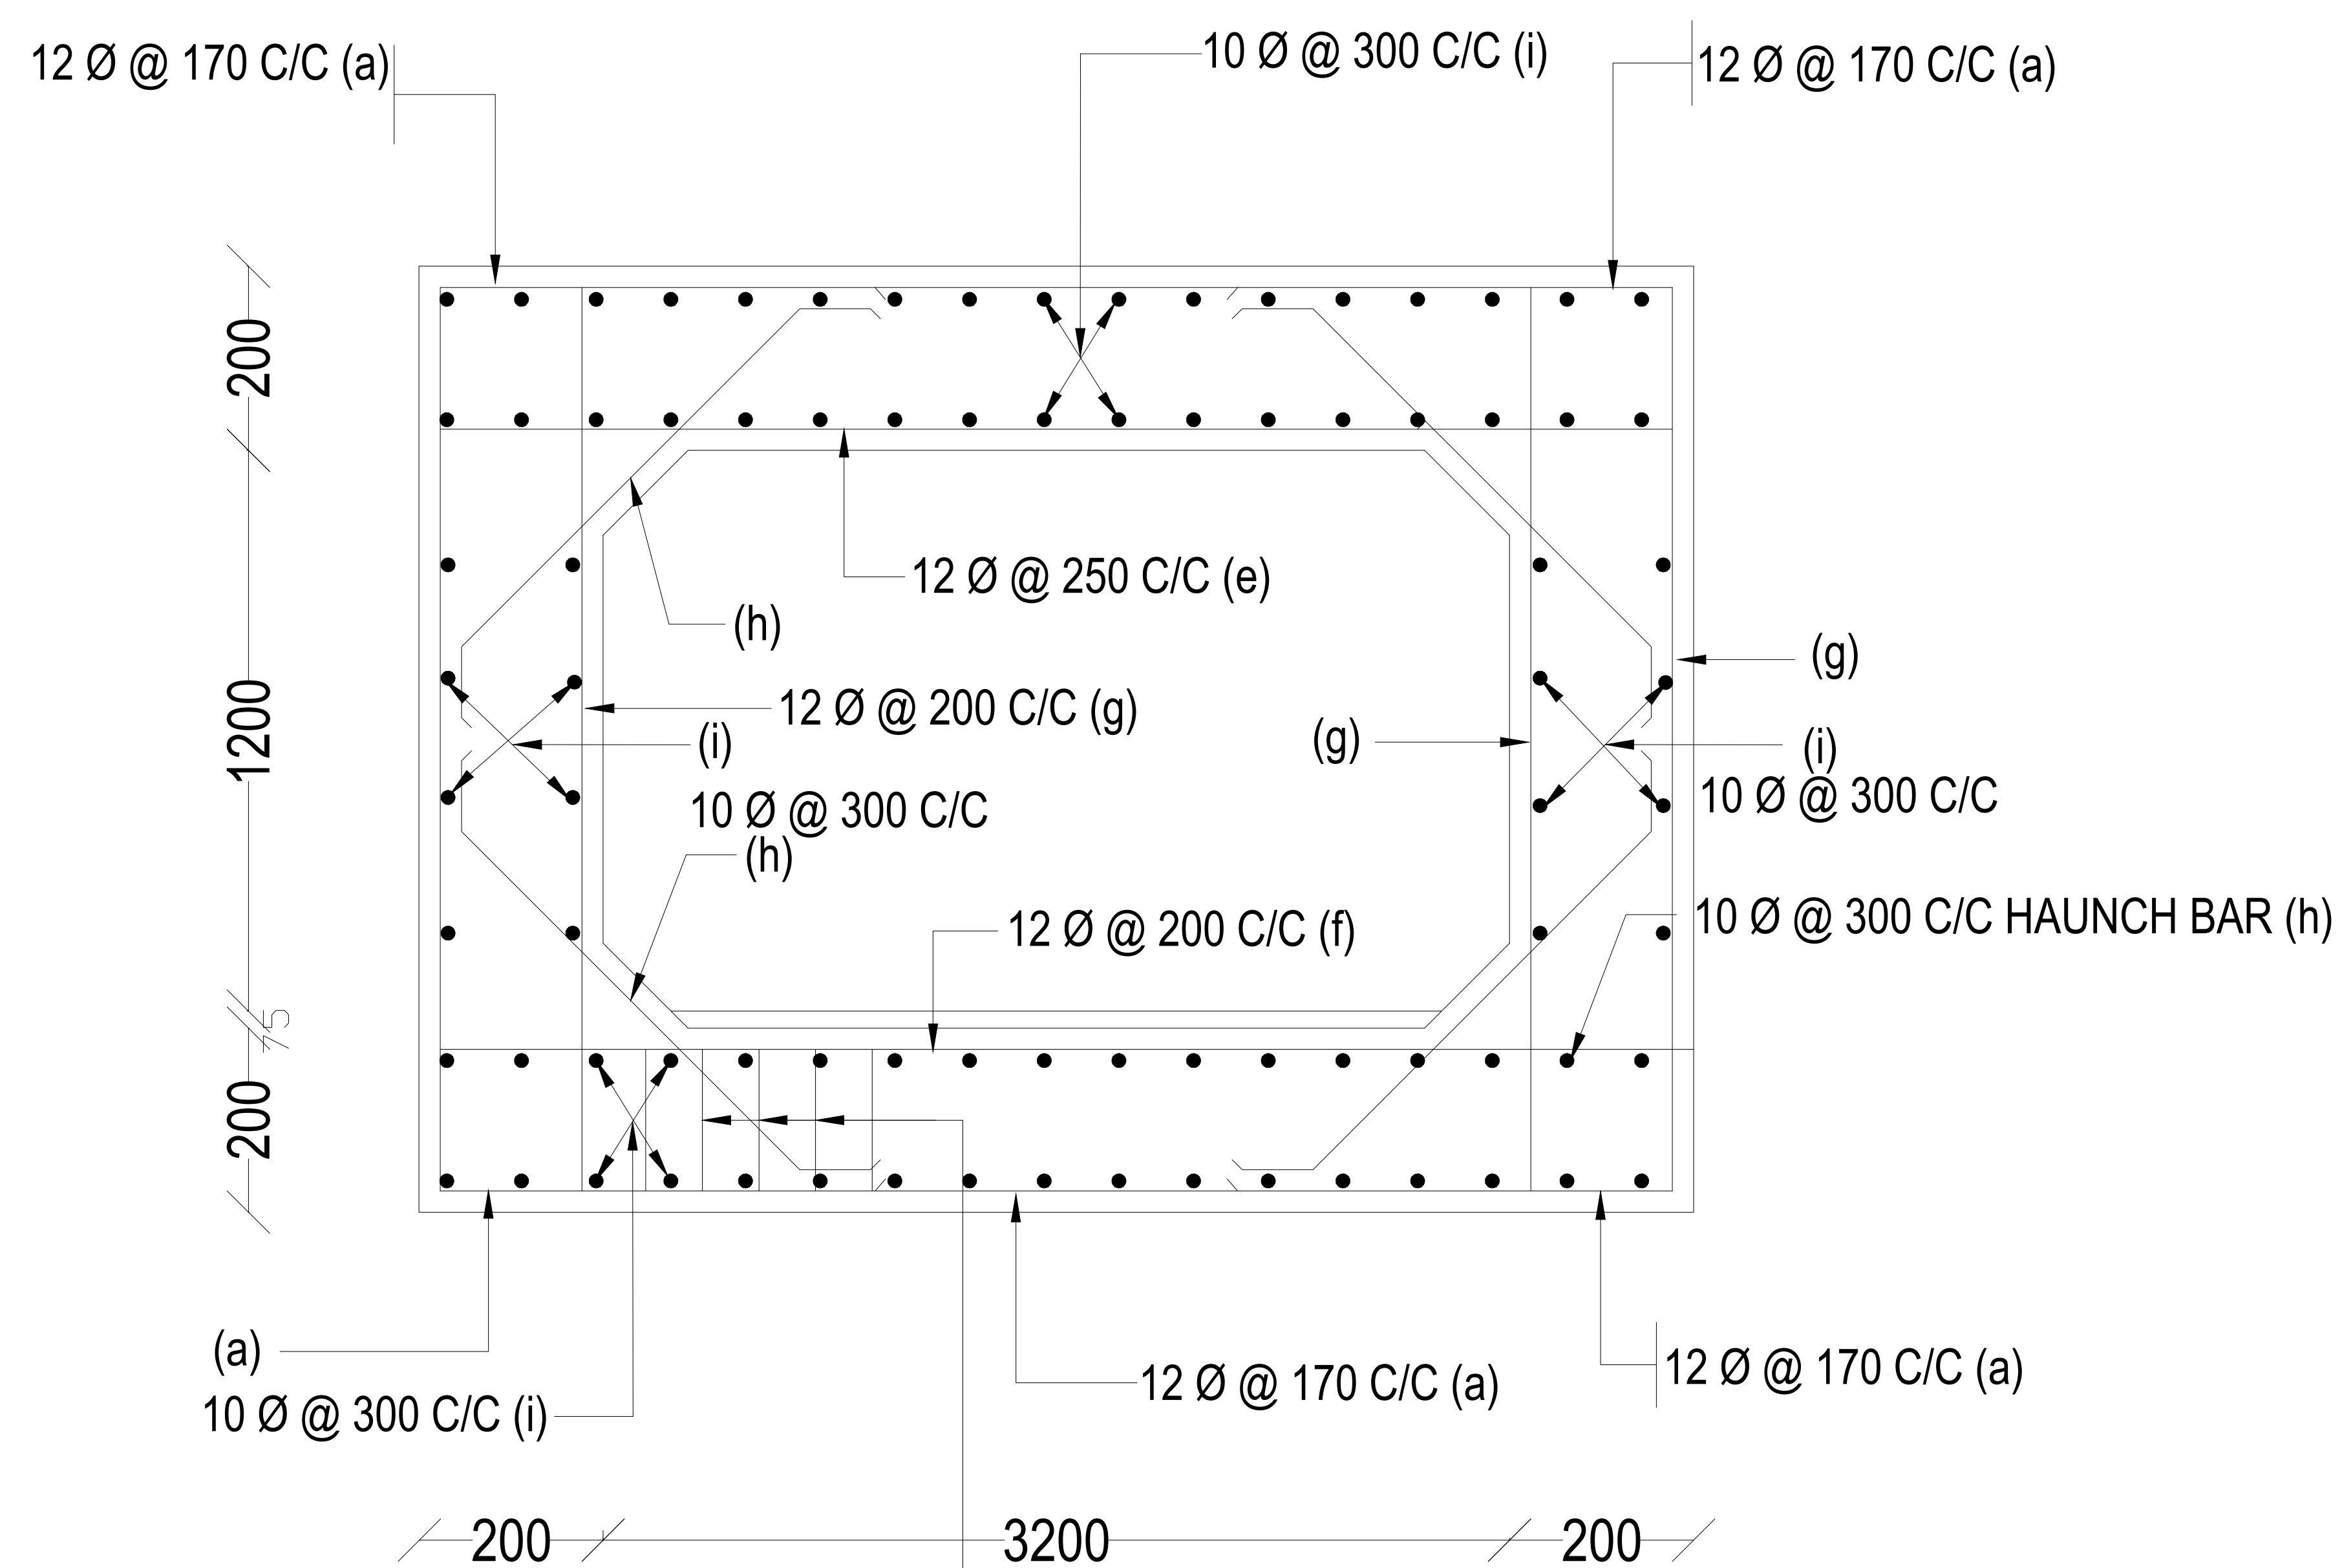 12 Ø @ 170 C/C (a)
10 Ø @ 300 C/C (i)
12 Ø @ 170 C/C (a)
200
12 Ø @ 250 C/C (e)
(h)
(g)
1200
12 Ø @ 200 C/C (g)
(i)
(g)
(i)
10 Ø @ 300 C/C
10 Ø @ 300 C/C
(h)
12 Ø @ 200 C/C (f)
10 Ø @ 300 C/C HAUNCH BAR (h)
75
200
(a)
12 Ø @ 170 C/C (a)
12 Ø @ 170 C/C (a)
10 Ø @ 300 C/C (i)
200
3200
200